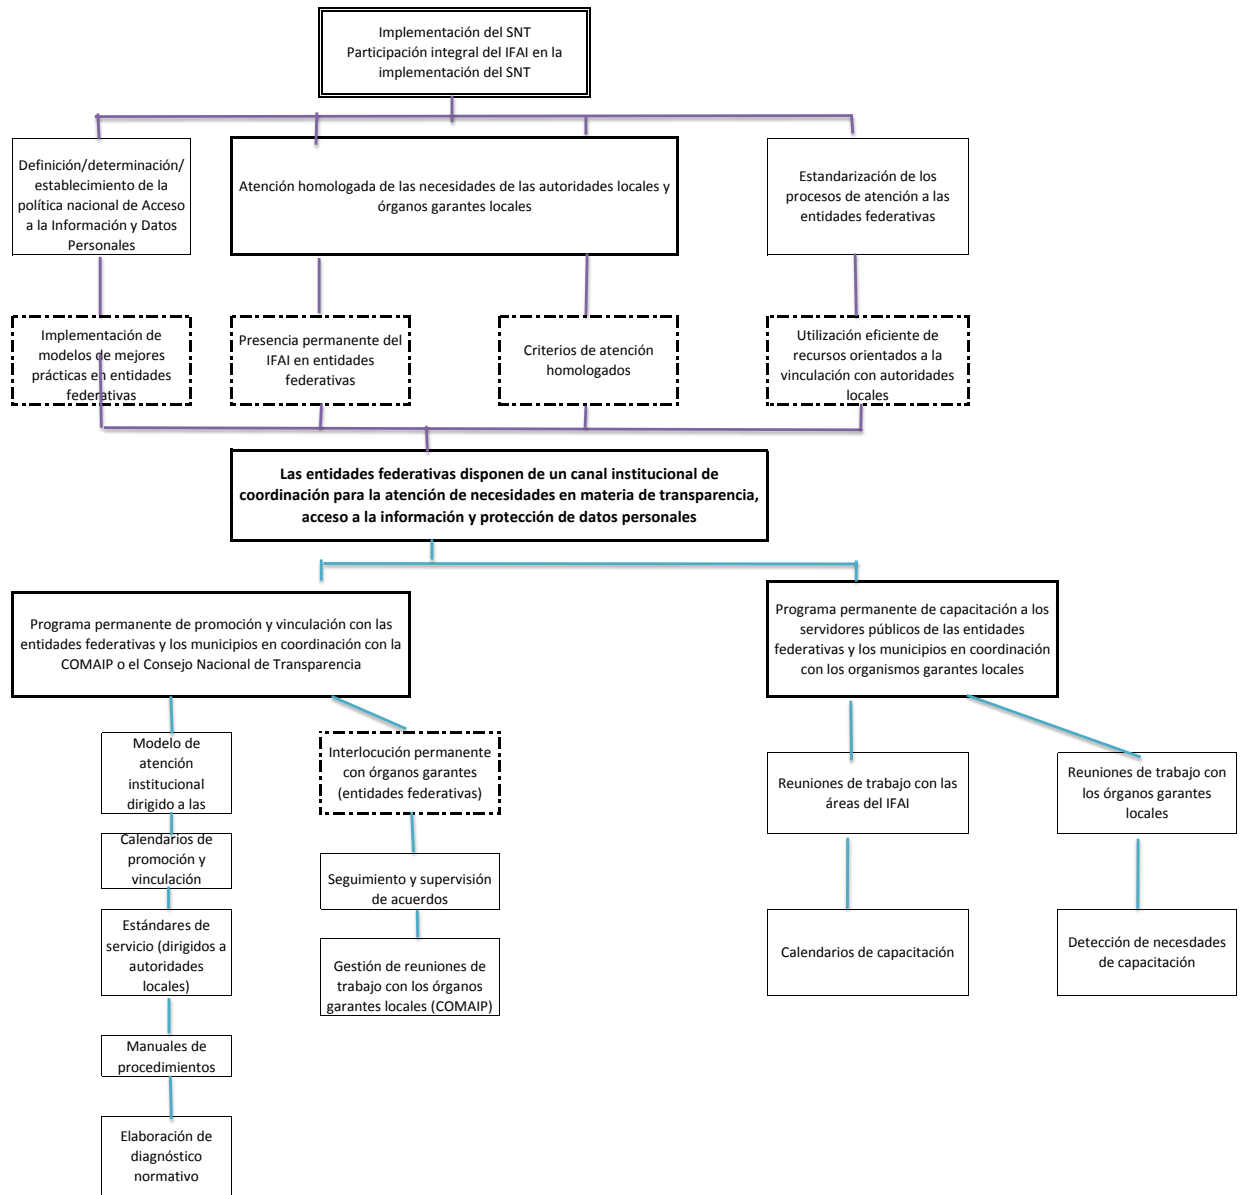 Implementación del SNT
Participación integral del IFAI en la
implementación del SNT
Definición/determinación/
establecimiento de la
política nacional de Acceso
a la Información y Datos
Personales
Atención homologada de las necesidades de las autoridades locales y
órganos garantes locales
Estandarización de los
procesos de atención a las
entidades federativas
Implementación de
modelos de mejores
prácticas en entidades
federativas
Presencia permanente del
IFAI en entidades
federativas
Criterios de atención
homologados
Utilización eficiente de
recursos orientados a la
vinculación con autoridades
locales
Las entidades federativas disponen de un canal institucional de
coordinación para la atención de necesidades en materia de transparencia,
acceso a la información y protección de datos personales
Programa permanente de promoción y vinculación con las
entidades federativas y los municipios en coordinación con la
COMAIP o el Consejo Nacional de Transparencia
Programa permanente de capacitación a los
servidores públicos de las entidades
federativas y los municipios en coordinación
con los organismos garantes locales
Modelo de
atención
institucional
dirigido a las
Interlocución permanente
con órganos garantes
(entidades federativas)
Reuniones de trabajo con las
áreas del IFAI
Reuniones de trabajo con
los órganos garantes
locales
Calendarios de
promoción y
vinculación
Seguimiento y supervisión
de acuerdos
Estándares de
servicio (dirigidos a
autoridades
locales)
Gestión de reuniones de
trabajo con los órganos
garantes locales (COMAIP)
Calendarios de capacitación
Detección de necesdades
de capacitación
Manuales de
procedimientos
Elaboración de
diagnóstico
normativo